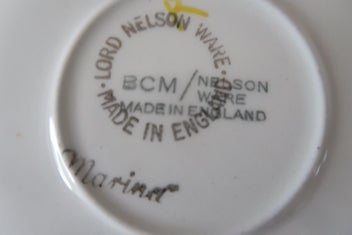 · LORD NELSON WARE ·
MADE IN ENGLAND
BCM/NELSON
WARE
MADE IN ENGLAND
Marina